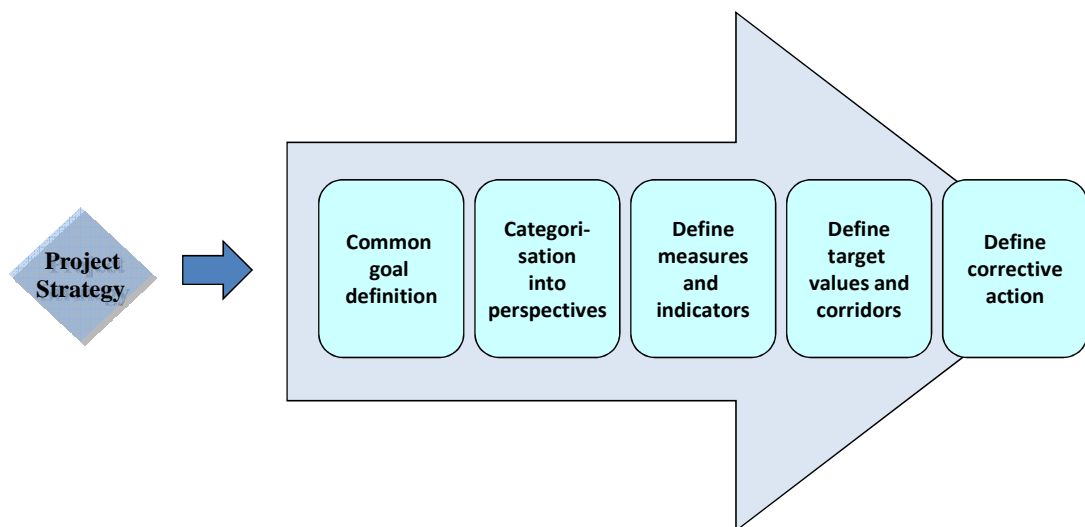 Project
Strategy
Common
goal
definition
Categori-
sation
into
perspectives
Define
measures
and
indicators
Define
target
values and
corridors
Define
corrective
action